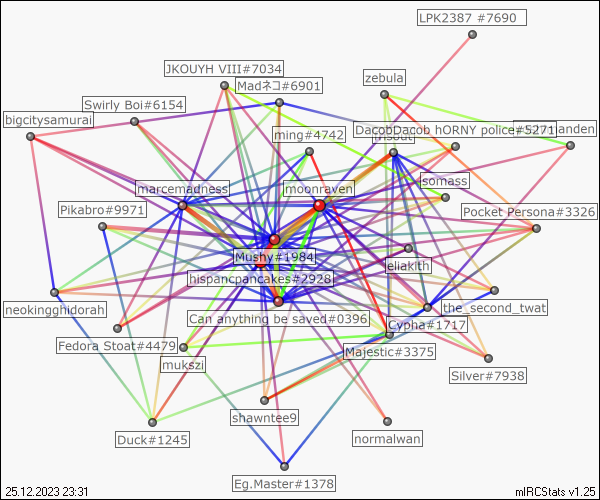 LPK2387 #7690
JKOUYH VIII#7034
zebula
Madネコ#6901
Swirly Boi#6154
bigcitysamurai
ming#4742
DacobDacob hORNY police#5271
anden
marcemadness
moonraven
isomass
Pikabro#9971
Pocket Persona#3326
Mushy#1984
eliakith
hispancpancakes#2928
neokingghidorah
the_second_twat
Can anything be saved#0396
Cypha#1717
Fedora Stoat#4479
Majestic#3375
mukszi
Silver#7938
shawntee9
Duck#1245
normalwan
Eg.Master#1378
25.12.2023 23:31
mIRCStats v1.25